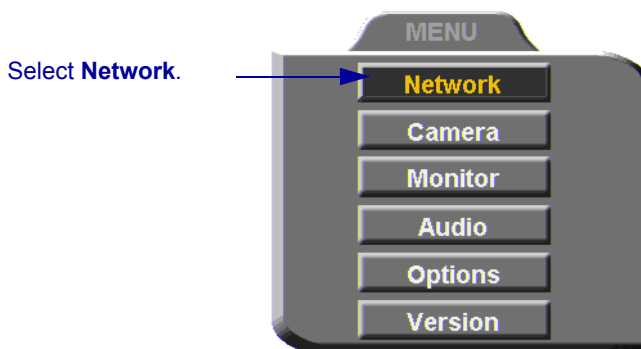 MENU
Select Network.
Network
Camera
Monitor
Audio
Options
Version